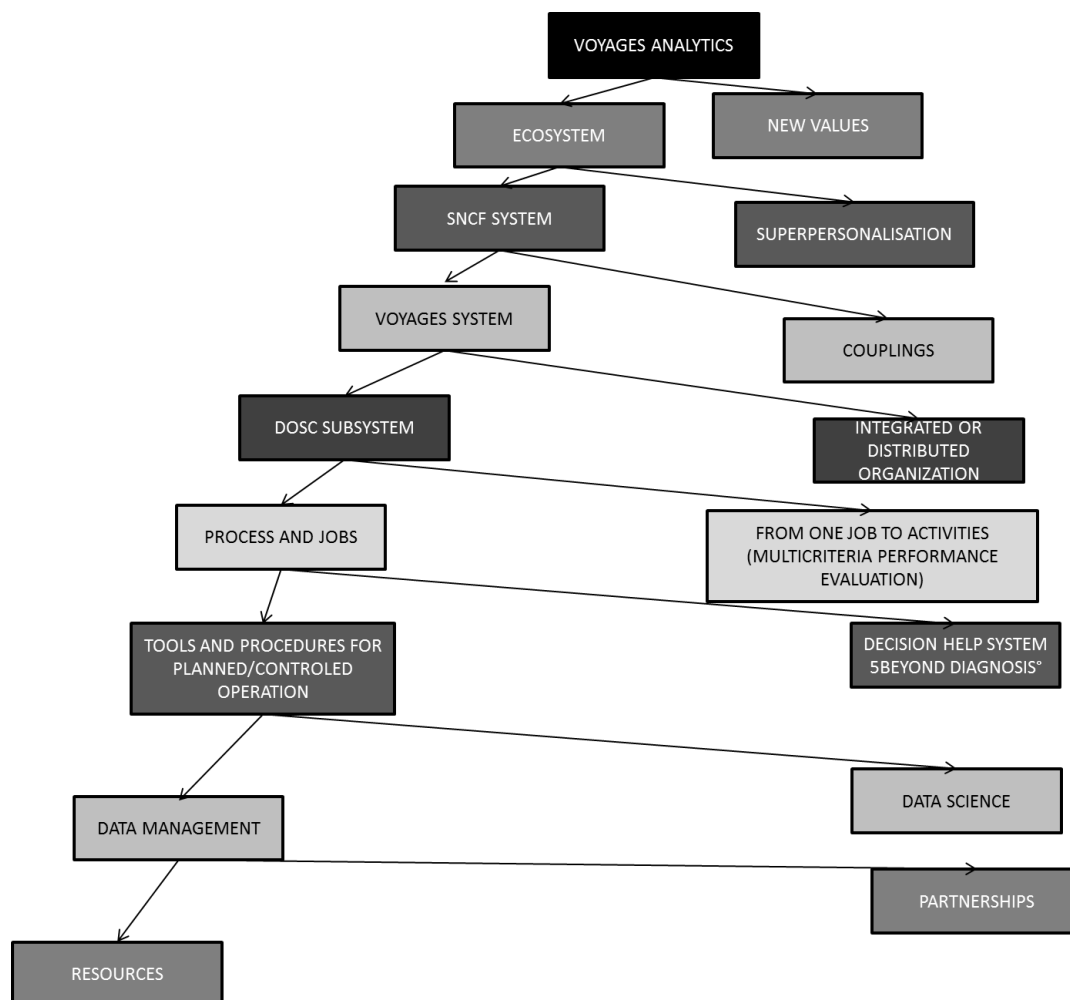 VOYAGES ANALYTICS
NEW VALUES
ECOSYSTEM
SNCF SYSTEM
SUPERPERSONALISATION
VOYAGES SYSTEM
COUPLINGS
DOSC SUBSYSTEM
INTEGRATED OR
DISTRIBUTED
ORGANIZATION
PROCESS AND JOBS
FROM ONE JOB TO ACTIVITIES
(MULTICRITERIA PERFORMANCE
EVALUATION)
TOOLS AND PROCEDURES FOR
PLANNED/CONTROLED
OPERATION
DECISION HELP SYSTEM
5BEYOND DIAGNOSIS°
DATA SCIENCE
DATA MANAGEMENT
PARTNERSHIPS
RESOURCES